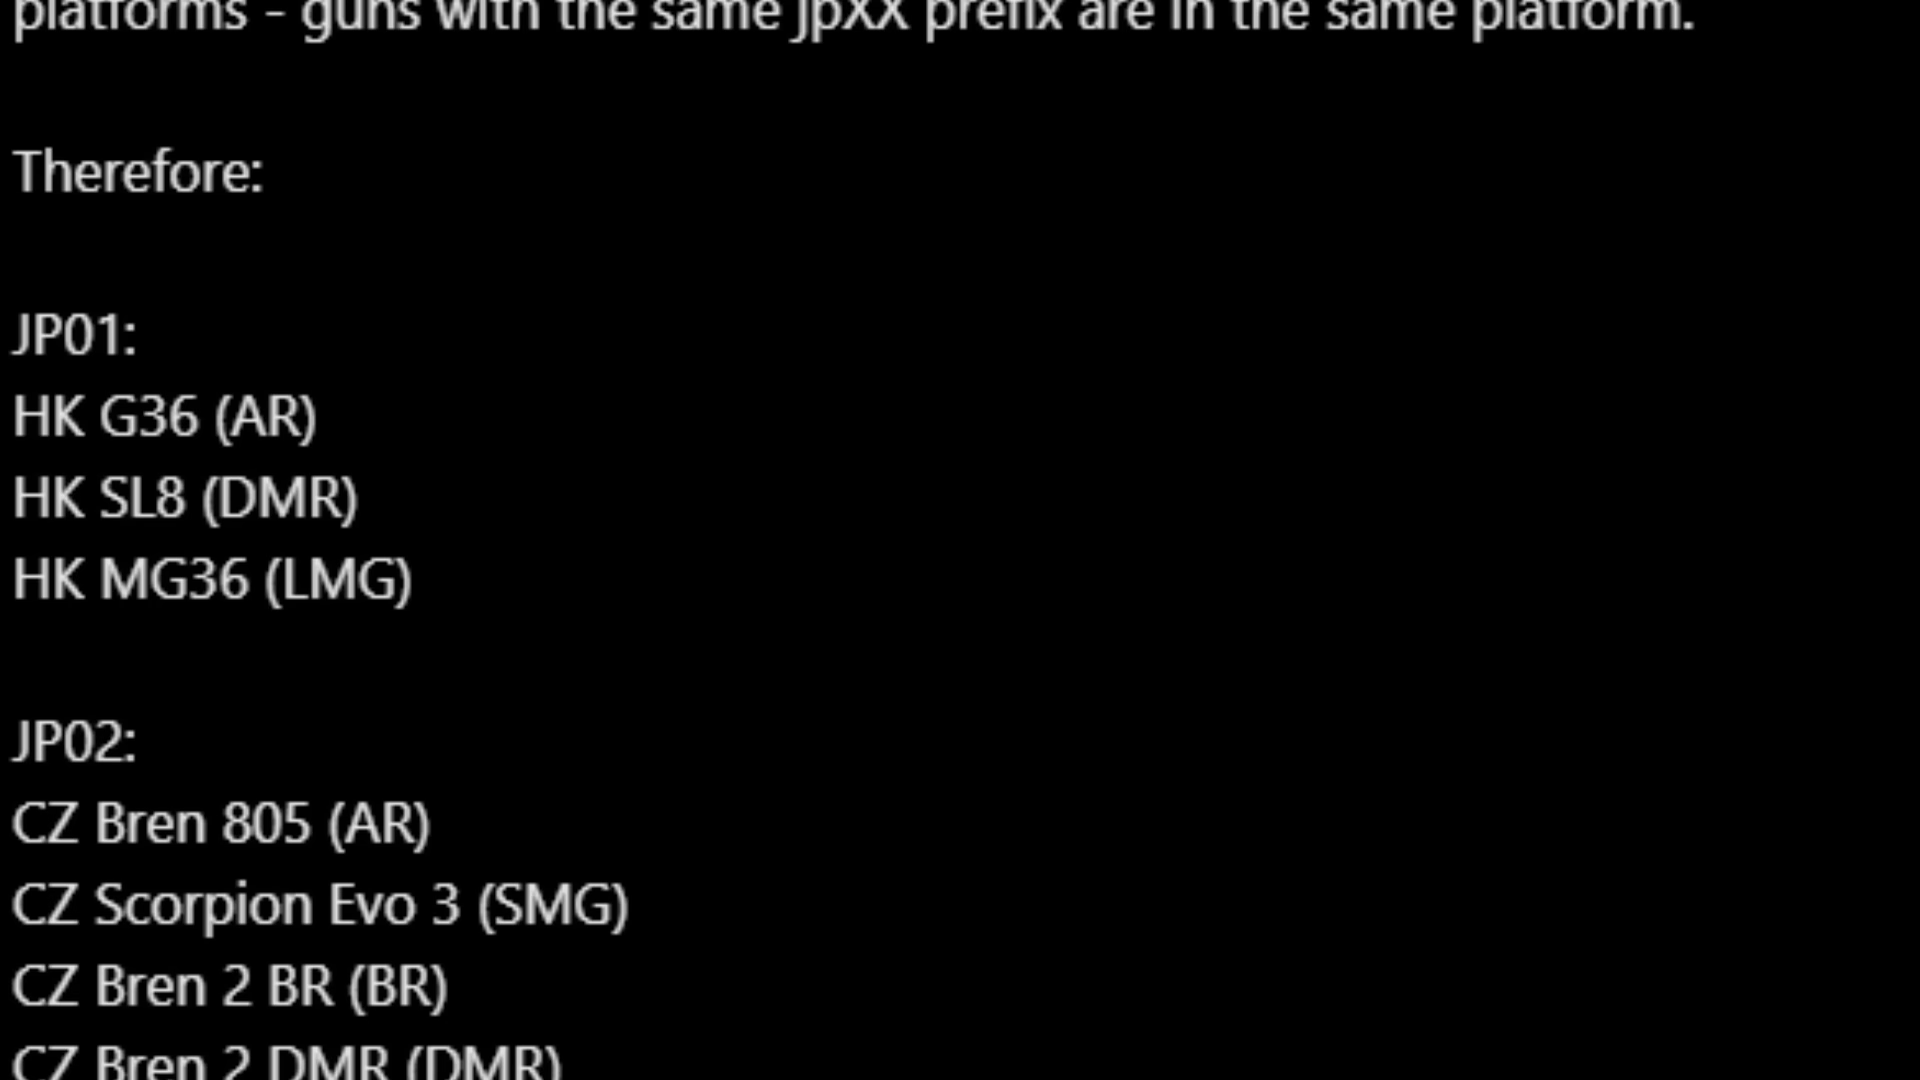 platforms - guns with the same jpXX prefix are in the same platform.
Therefore:
JP01:
HK G36 (AR)
HK SL8 (DMR)
HK MG36 (LMG)
JP02:
CZ Bren 805 (AR)
CZ Scorpion Evo 3 (SMG)
CZ Bren 2 BR (BR)
CZ Bren 2 DMR (DMR)